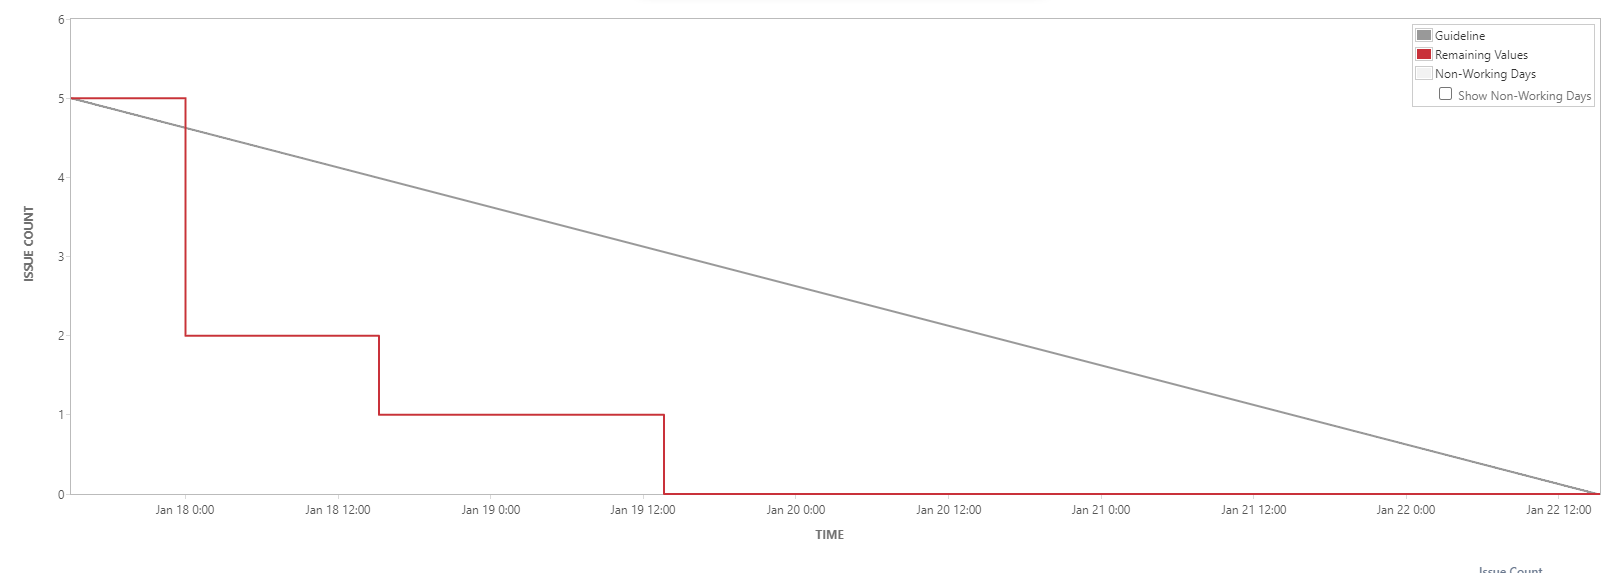 6
5
4
3
2
1
0
ISSUE COUNT
Guideline
Remaining Values
Non-Working Days
Show Non-Working Days
Jan 18 0:00
Jan 18 12:00
Jan 19 0:00
Jan 19 12:00
Jan 20 0:00
Jan 20 12:00
Jan 21 0:00
Jan 21 12:00
Jan 22 0:00
Jan 22 12:00
TIME
Issue Count